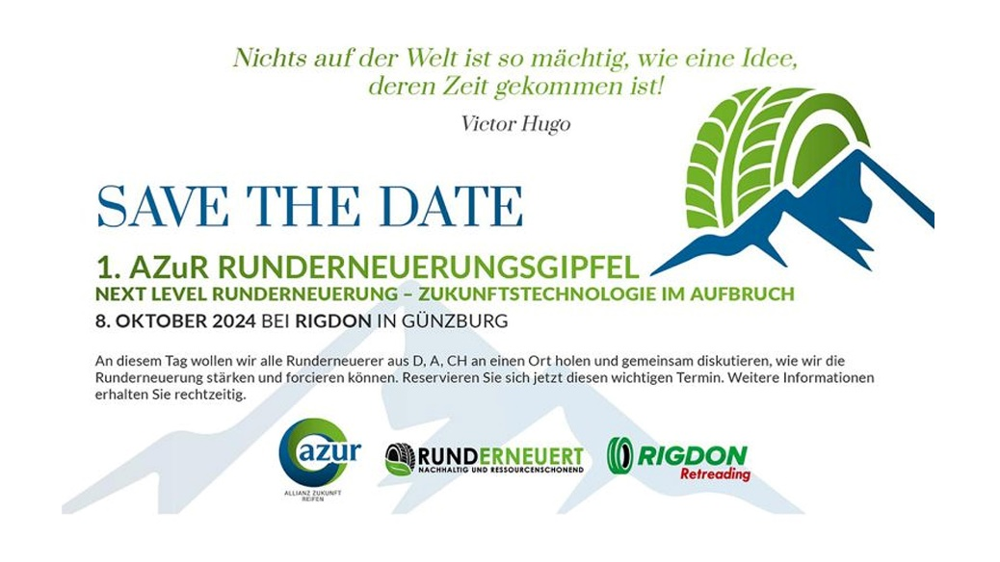 Nichts auf der Welt ist so mächtig, wie eine Idee,
deren Zeit gekommen ist!
Victor Hugo
SAVE THE DATE
1. AZuR RUNDERNEUERUNGSGIPFEL
NEXT LEVEL RUNDERNEUERUNG – ZUKUNFTSTECHNOLOGIE IM AUFBRUCH
8. OKTOBER 2024 BEI RIGDON IN GÜNZBURG
An diesem Tag wollen wir alle Runderneuerer aus D, A, CH an einen Ort holen und gemeinsam diskutieren, wie wir die
Runderneuerung stärken und forcieren können. Reservieren Sie sich jetzt diesen wichtigen Termin. Weitere Informationen
erhalten Sie rechtzeitig.
azur
ALLIANZ ZUKUNFT
REIFEN
RUNDERNEUERT
NACHHALTIG UND RESSOURCENSCHONEND
RIGDON
Retreading